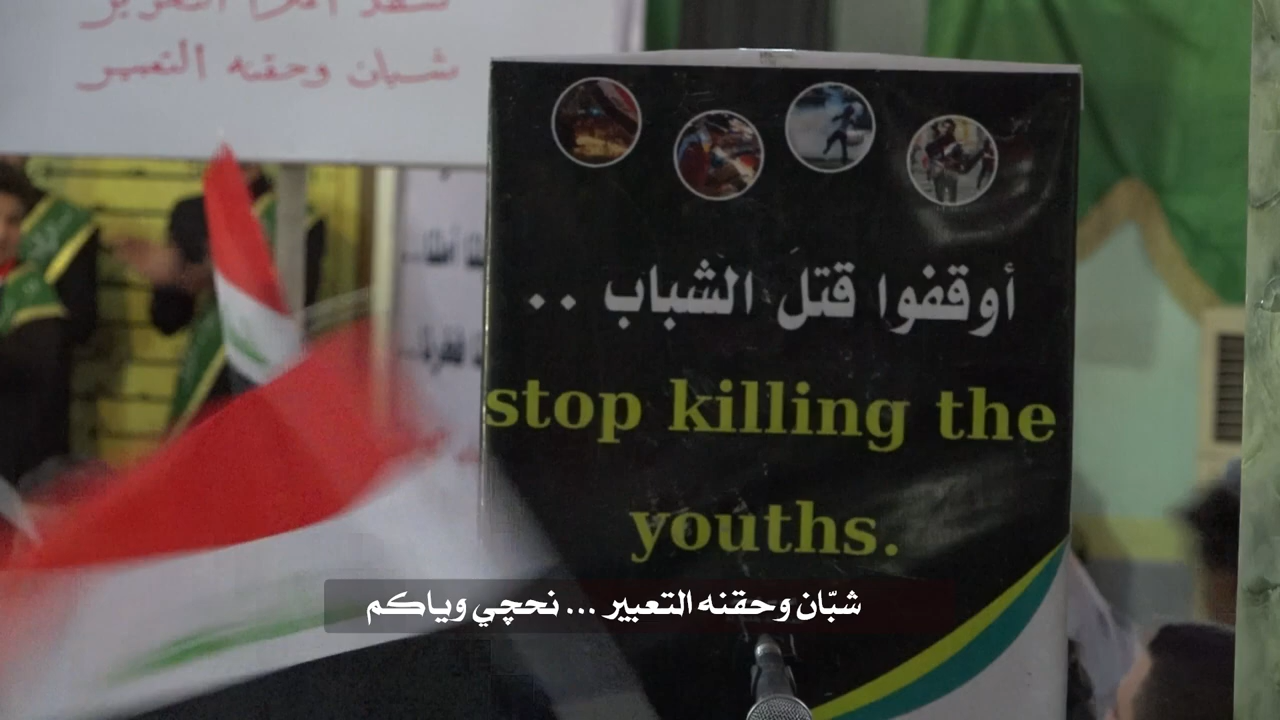 شبان وحقنه التعبير
أوقفوا قتل الشباب ..
stop killing the
youths.
شبّان وحقنه التعبير ... نحچي وياكم